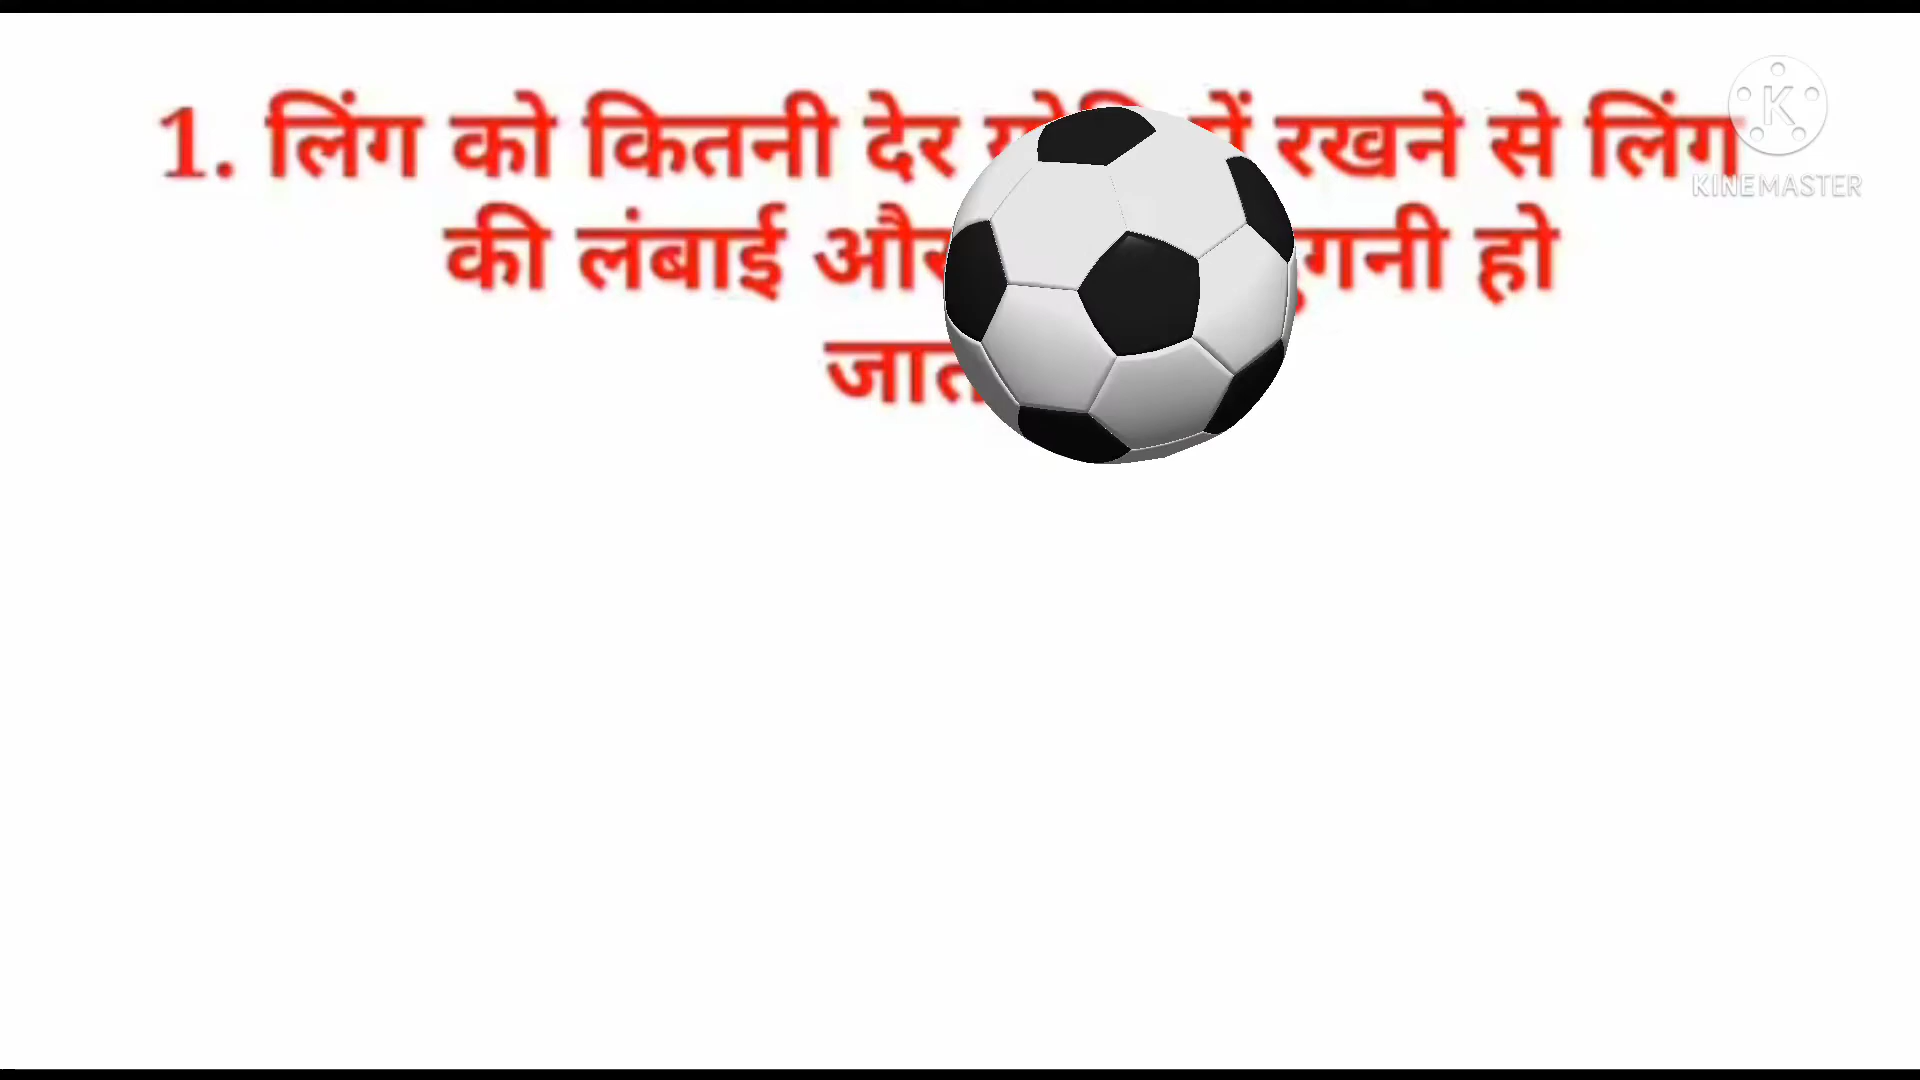 1. लिंग को कितनी देर में रखने से लिंग
की लंबाई और हो
KINEMASTER